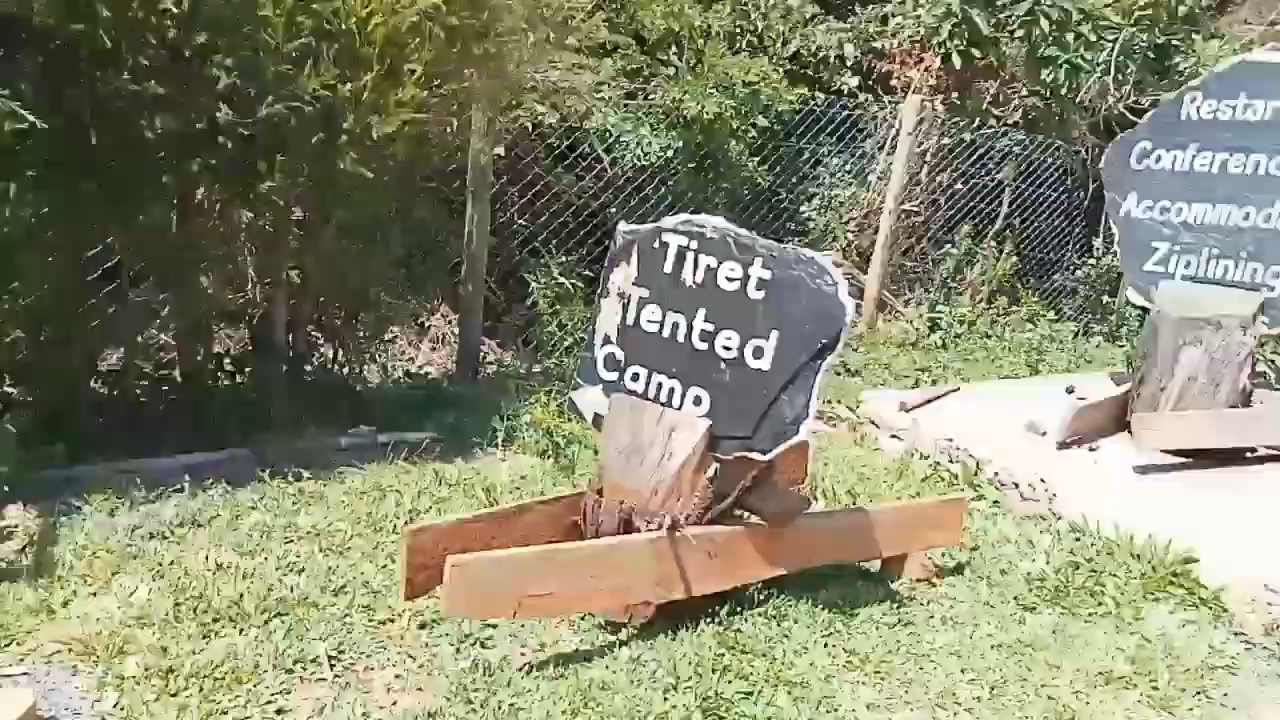 Tiret
Tented
Camp
Restar
Conferenc
Accommod
Ziplining